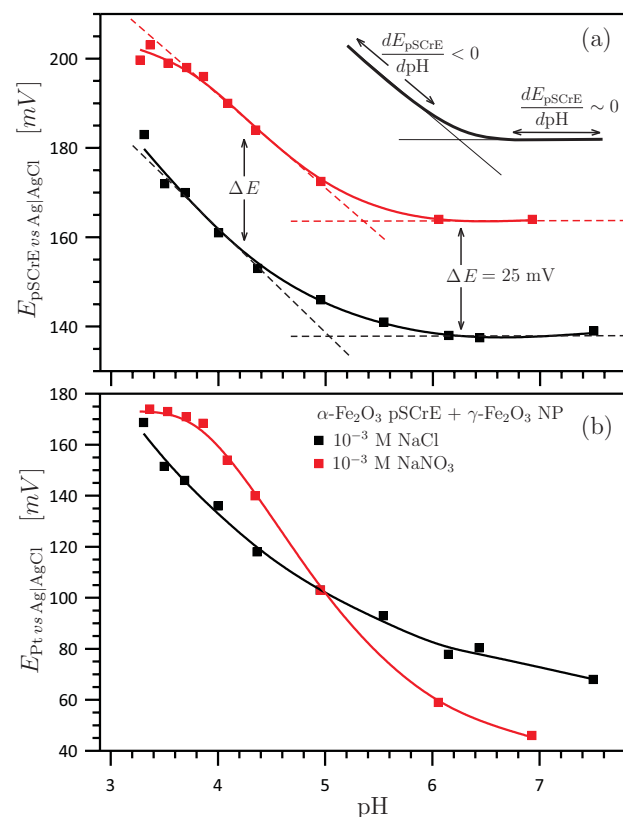 (a)
dE_pSCrE/dpH < 0
dE_pSCrE/dpH ∼ 0
ΔE
ΔE = 25 mV
E_pSCrE vs Ag|AgCl [mV]
200
180
160
140
α-Fe₂O₃ pSCrE + γ-Fe₂O₃ NP
(b)
10⁻³ M NaCl
10⁻³ M NaNO₃
E_Pt vs Ag|AgCl [mV]
180
160
140
120
100
80
60
40
3 4 5 6 7
pH